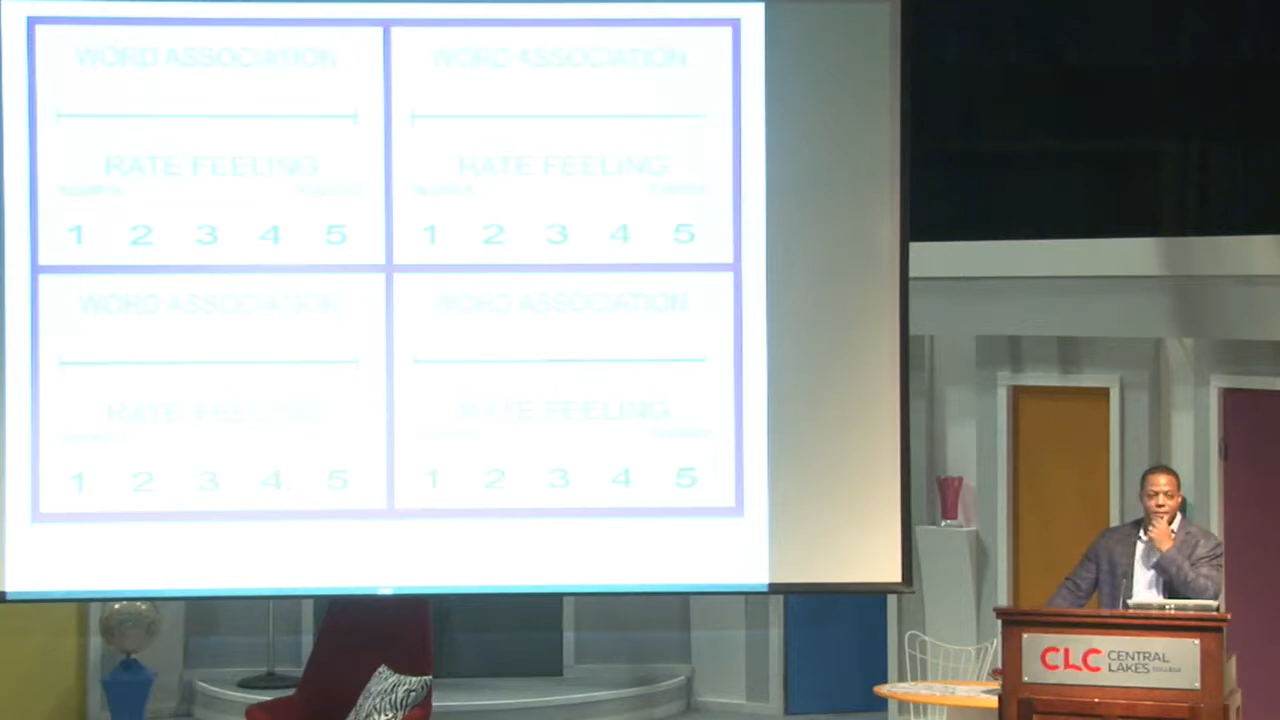 WORD ASSOCIATION
RATE FEELING
1 2 3 4 5
WORD ASSOCIATION
RATE FEELING
1 2 3 4 5
WORD ASSOCIATION
RATE FEELING
1 2 3 4 5
WORD ASSOCIATION
RATE FEELING
1 2 3 4 5
CLC CENTRAL
LAKES COLLEGE